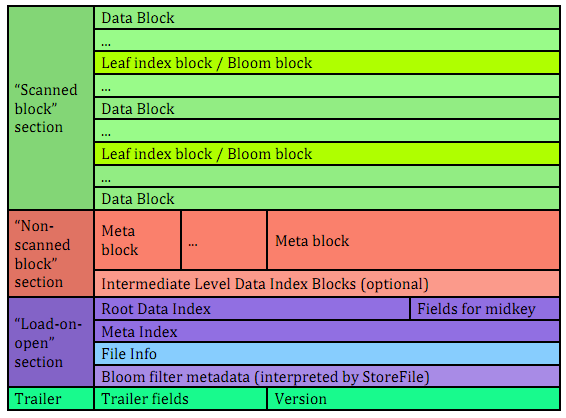 “Scanned
block”
section
Data Block
...
Leaf index block / Bloom block
...
Data Block
...
Leaf index block / Bloom block
...
Data Block
“Non-
scanned
block”
section
Meta
block
...
Meta block
Intermediate Level Data Index Blocks (optional)
“Load-on-
open”
section
Root Data Index
Fields for midkey
Meta Index
File Info
Bloom filter metadata (interpreted by StoreFile)
Trailer
Trailer fields
Version